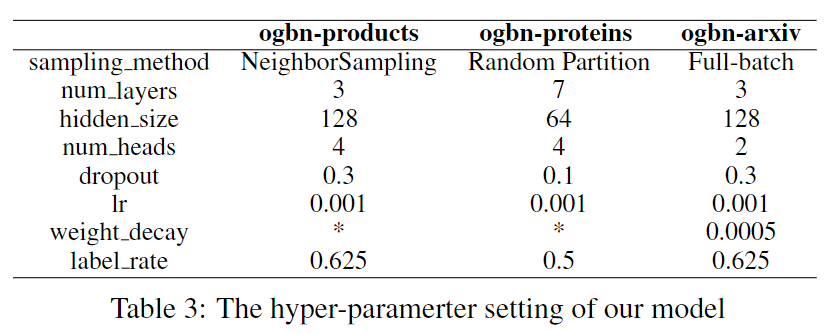 ogbn-products ogbn-proteins ogbn-arxiv
sampling_method NeighborSampling Random Partition Full-batch
num_layers 3 7 3
hidden_size 128 64 128
num_heads 4 4 2
dropout 0.3 0.1 0.3
lr 0.001 0.001 0.001
weight_decay * * 0.0005
label_rate 0.625 0.5 0.625
Table 3: The hyper-paramerter setting of our model